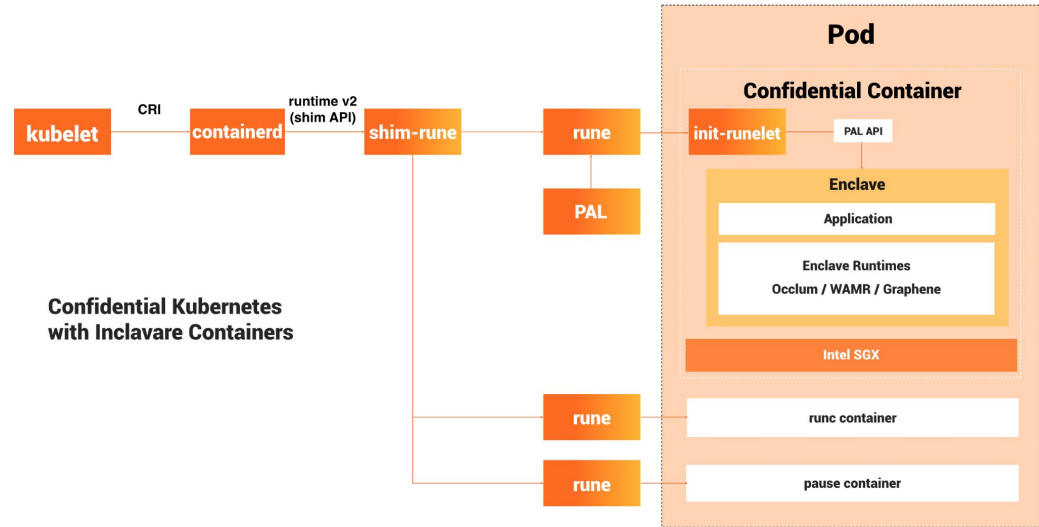 Pod
Confidential Container
kubelet
CRI
containerd
runtime v2
(shim API)
shim-rune
rune
init-runelet
PAL API
PAL
Enclave
Application
Enclave Runtimes
Occlum / WAMR / Graphene
Intel SGX
Confidential Kubernetes
with Inclavare Containers
rune
runc container
rune
pause container